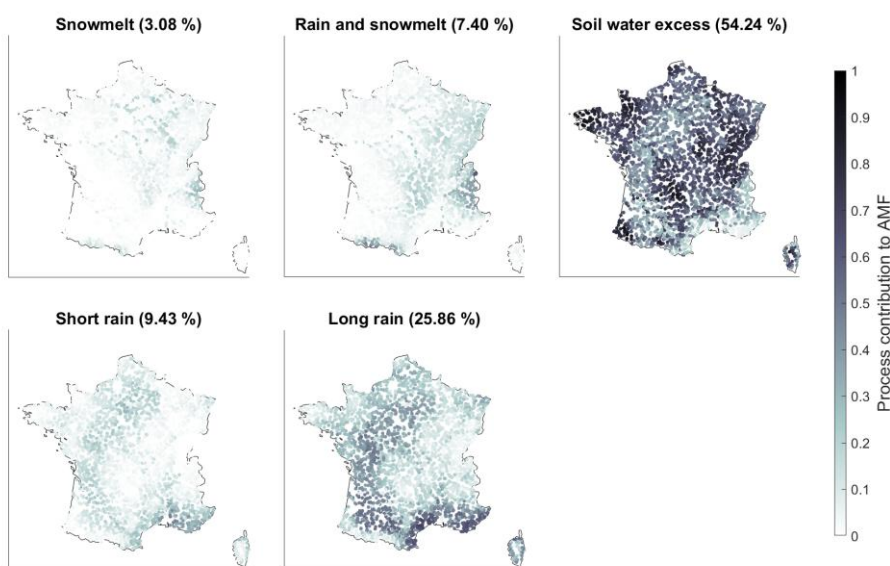 Snowmelt (3.08 %)
Rain and snowmelt (7.40 %)
Soil water excess (54.24 %)
Short rain (9.43 %)
Long rain (25.86 %)
1
0.9
0.8
0.7
0.6
0.5
0.4
0.3
0.2
0.1
0
Process contribution to AMF